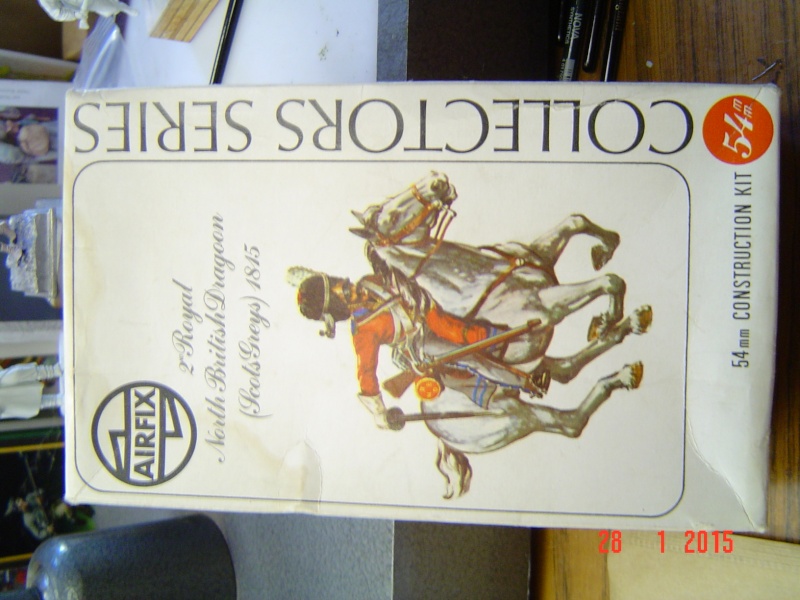 COLLECTORS SERIES
54mm
AIRFIX
2nd Royal
North British Dragoon
(Scots Greys) 1815
54mm CONSTRUCTION KIT
28 1 2015